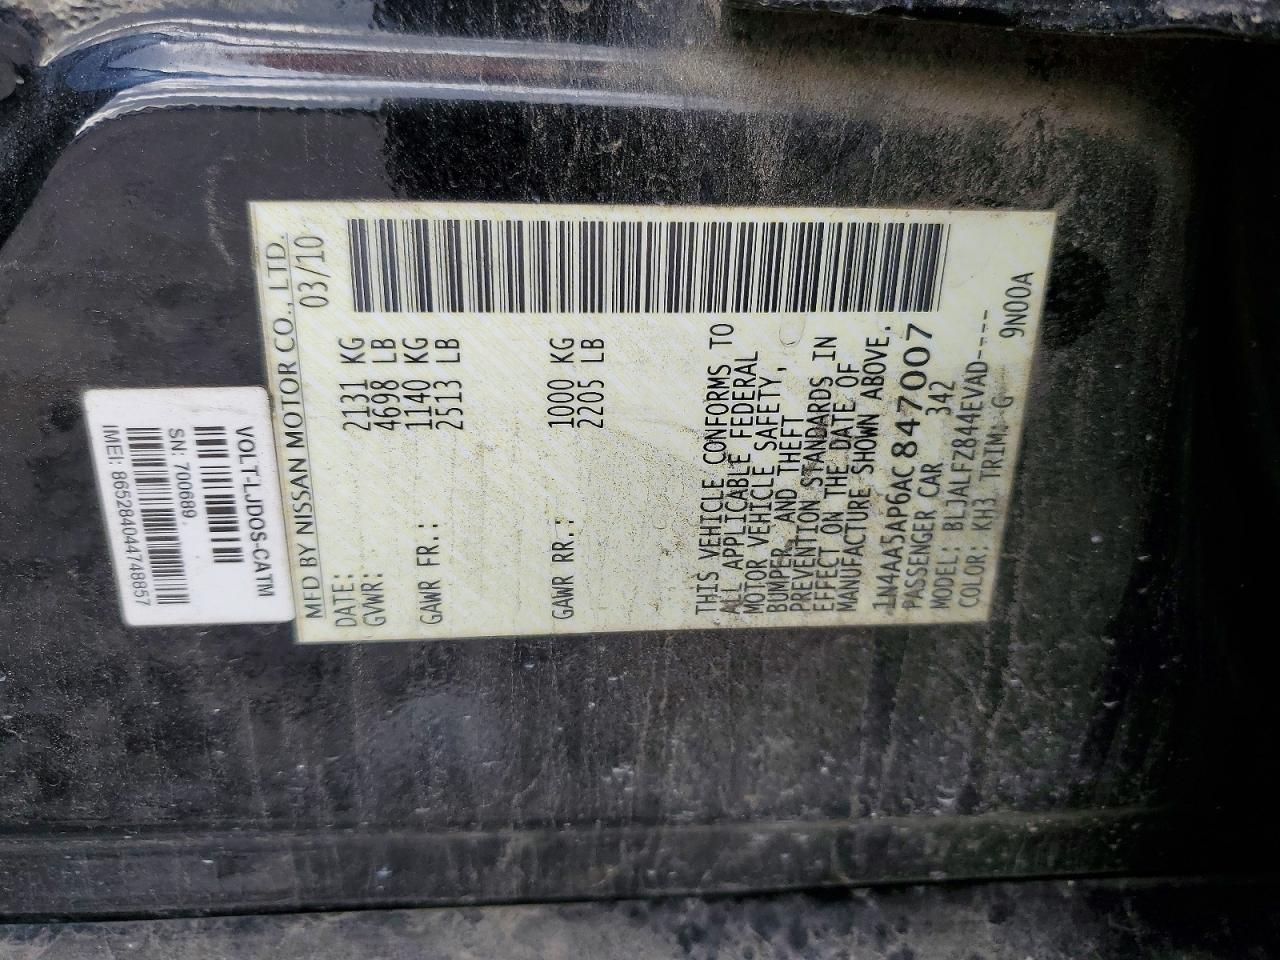 MFD BY NISSAN MOTOR CO., LTD.
DATE: 03/10
GVWR: 2131 KG
4698 LB
GAWR FR.: 1140 KG
2513 LB
GAWR RR.: 1000 KG
2205 LB
THIS VEHICLE CONFORMS TO
ALL APPLICABLE FEDERAL
MOTOR VEHICLE SAFETY,
BUMPER, AND THEFT
PREVENTION STANDARDS IN
EFFECT ON THE DATE OF
MANUFACTURE SHOWN ABOVE.
1N4AA5AP6AC847007
PASSENGER CAR 342
MODEL: BLJALFZ844EVAD----
COLOR: KH3 TRIM: G
9N00A
VOLT-LJDOS-CATM
SN: 700689
IMEI: 865284044748857